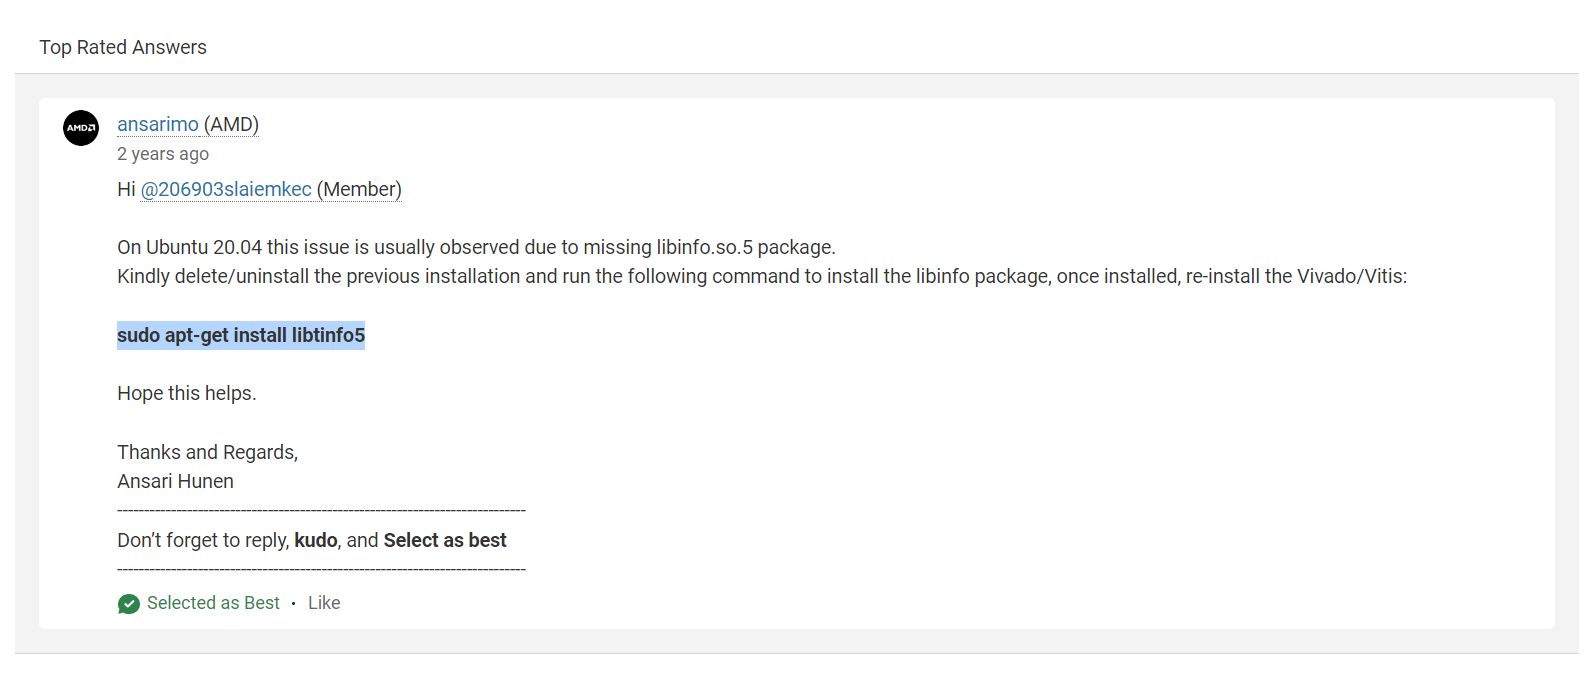 Top Rated Answers
AMD
ansarimo (AMD)
2 years ago
Hi @206903slaiemkec (Member)
On Ubuntu 20.04 this issue is usually observed due to missing libinfo.so.5 package.
Kindly delete/uninstall the previous installation and run the following command to install the libinfo package, once installed, re-install the Vivado/Vitis:
sudo apt-get install libtinfo5
Hope this helps.
Thanks and Regards,
Ansari Hunen
---------------------------------------------------------------------------
Don’t forget to reply, kudo, and Select as best
---------------------------------------------------------------------------
Selected as Best · Like